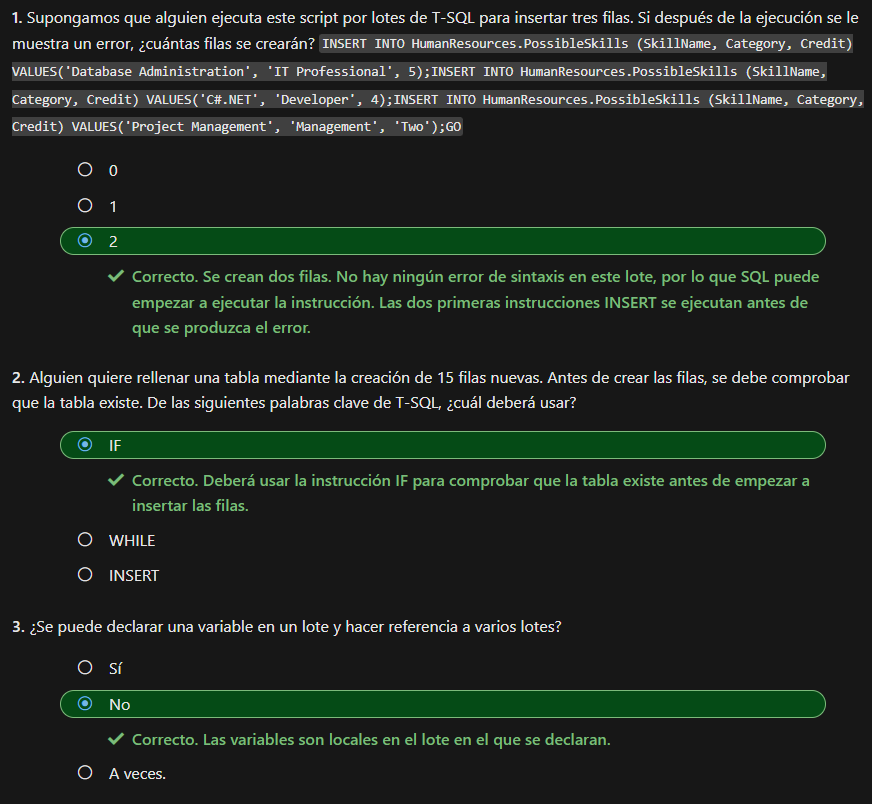 1. Supongamos que alguien ejecuta este script por lotes de T-SQL para insertar tres filas. Si después de la ejecución se le
muestra un error, ¿cuántas filas se crearán? INSERT INTO HumanResources.PossibleSkills (SkillName, Category, Credit)
VALUES('Database Administration', 'IT Professional', 5);INSERT INTO HumanResources.PossibleSkills (SkillName,
Category, Credit) VALUES('C#.NET', 'Developer', 4);INSERT INTO HumanResources.PossibleSkills (SkillName, Category,
Credit) VALUES('Project Management', 'Management', 'Two');GO
0
1
2
Correcto. Se crean dos filas. No hay ningún error de sintaxis en este lote, por lo que SQL puede
empezar a ejecutar la instrucción. Las dos primeras instrucciones INSERT se ejecutan antes de
que se produzca el error.
2. Alguien quiere rellenar una tabla mediante la creación de 15 filas nuevas. Antes de crear las filas, se debe comprobar
que la tabla existe. De las siguientes palabras clave de T-SQL, ¿cuál deberá usar?
IF
Correcto. Deberá usar la instrucción IF para comprobar que la tabla existe antes de empezar a
insertar las filas.
WHILE
INSERT
3. ¿Se puede declarar una variable en un lote y hacer referencia a varios lotes?
Sí
No
Correcto. Las variables son locales en el lote en el que se declaran.
A veces.